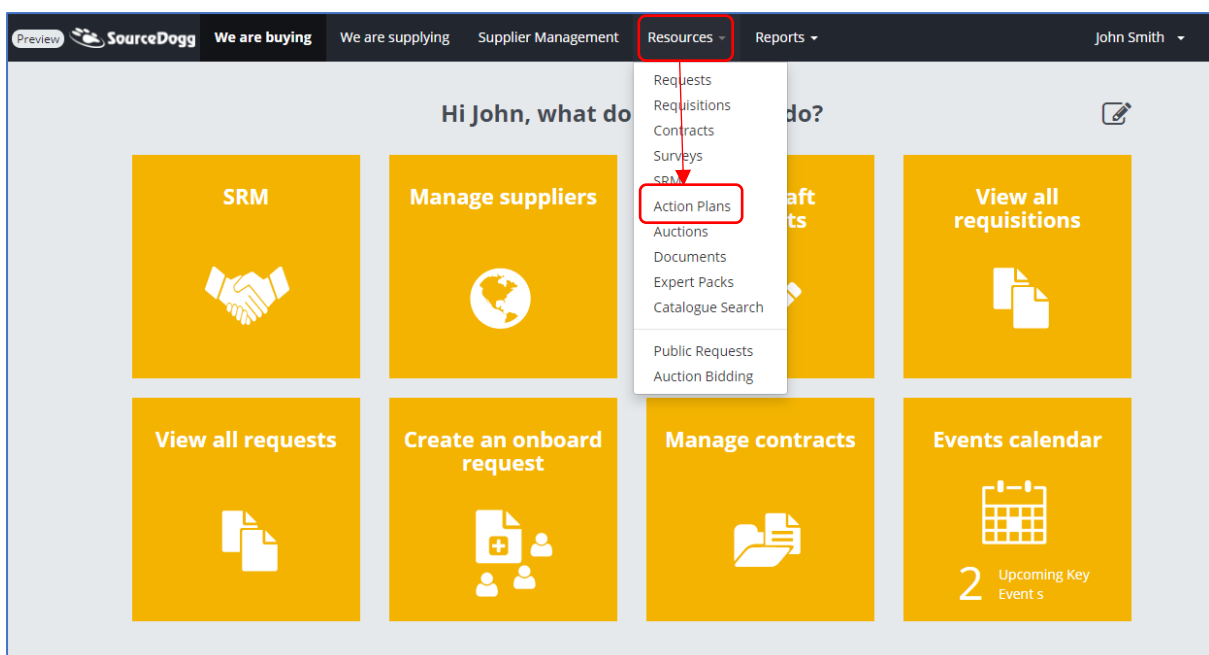 Preview SourceDogg We are buying We are supplying Supplier Management Resources Reports John Smith
Requests
Requisitions
Contracts
Surveys
SRM
Action Plans
Auctions
Documents
Expert Packs
Catalogue Search
Public Requests
Auction Bidding
Hi John, what do do?
SRM
Manage suppliers
aft
ts
View all
requisitions
View all requests
Create an onboard
request
Manage contracts
Events calendar
2 Upcoming Key
Event s